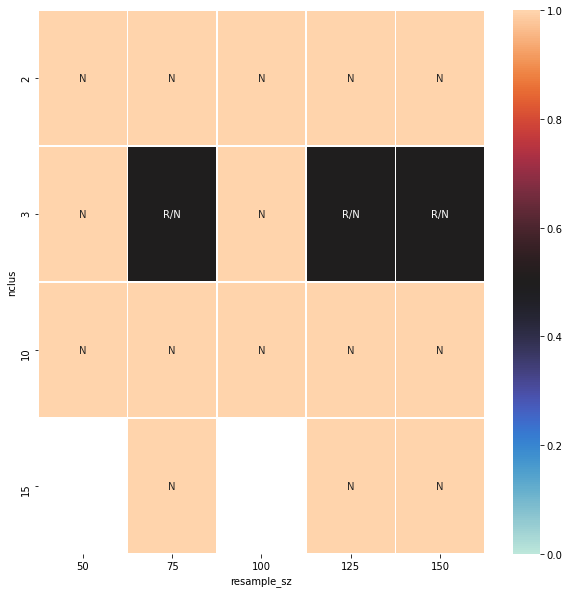 1.0
2 N N N N N
0.8
3 N R/N N R/N R/N
0.6
nclus
0.4
10 N N N N N
0.2
15 N N N
0.0
50 75 100 125 150
resample_sz